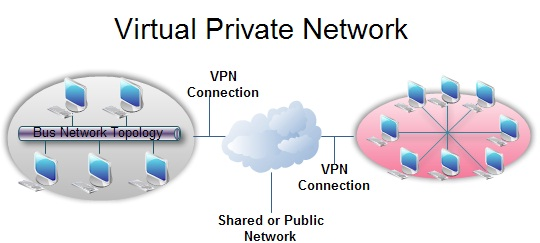 Virtual Private Network
VPN
Connection
Bus Network Topology
VPN
Connection
Shared or Public
Network